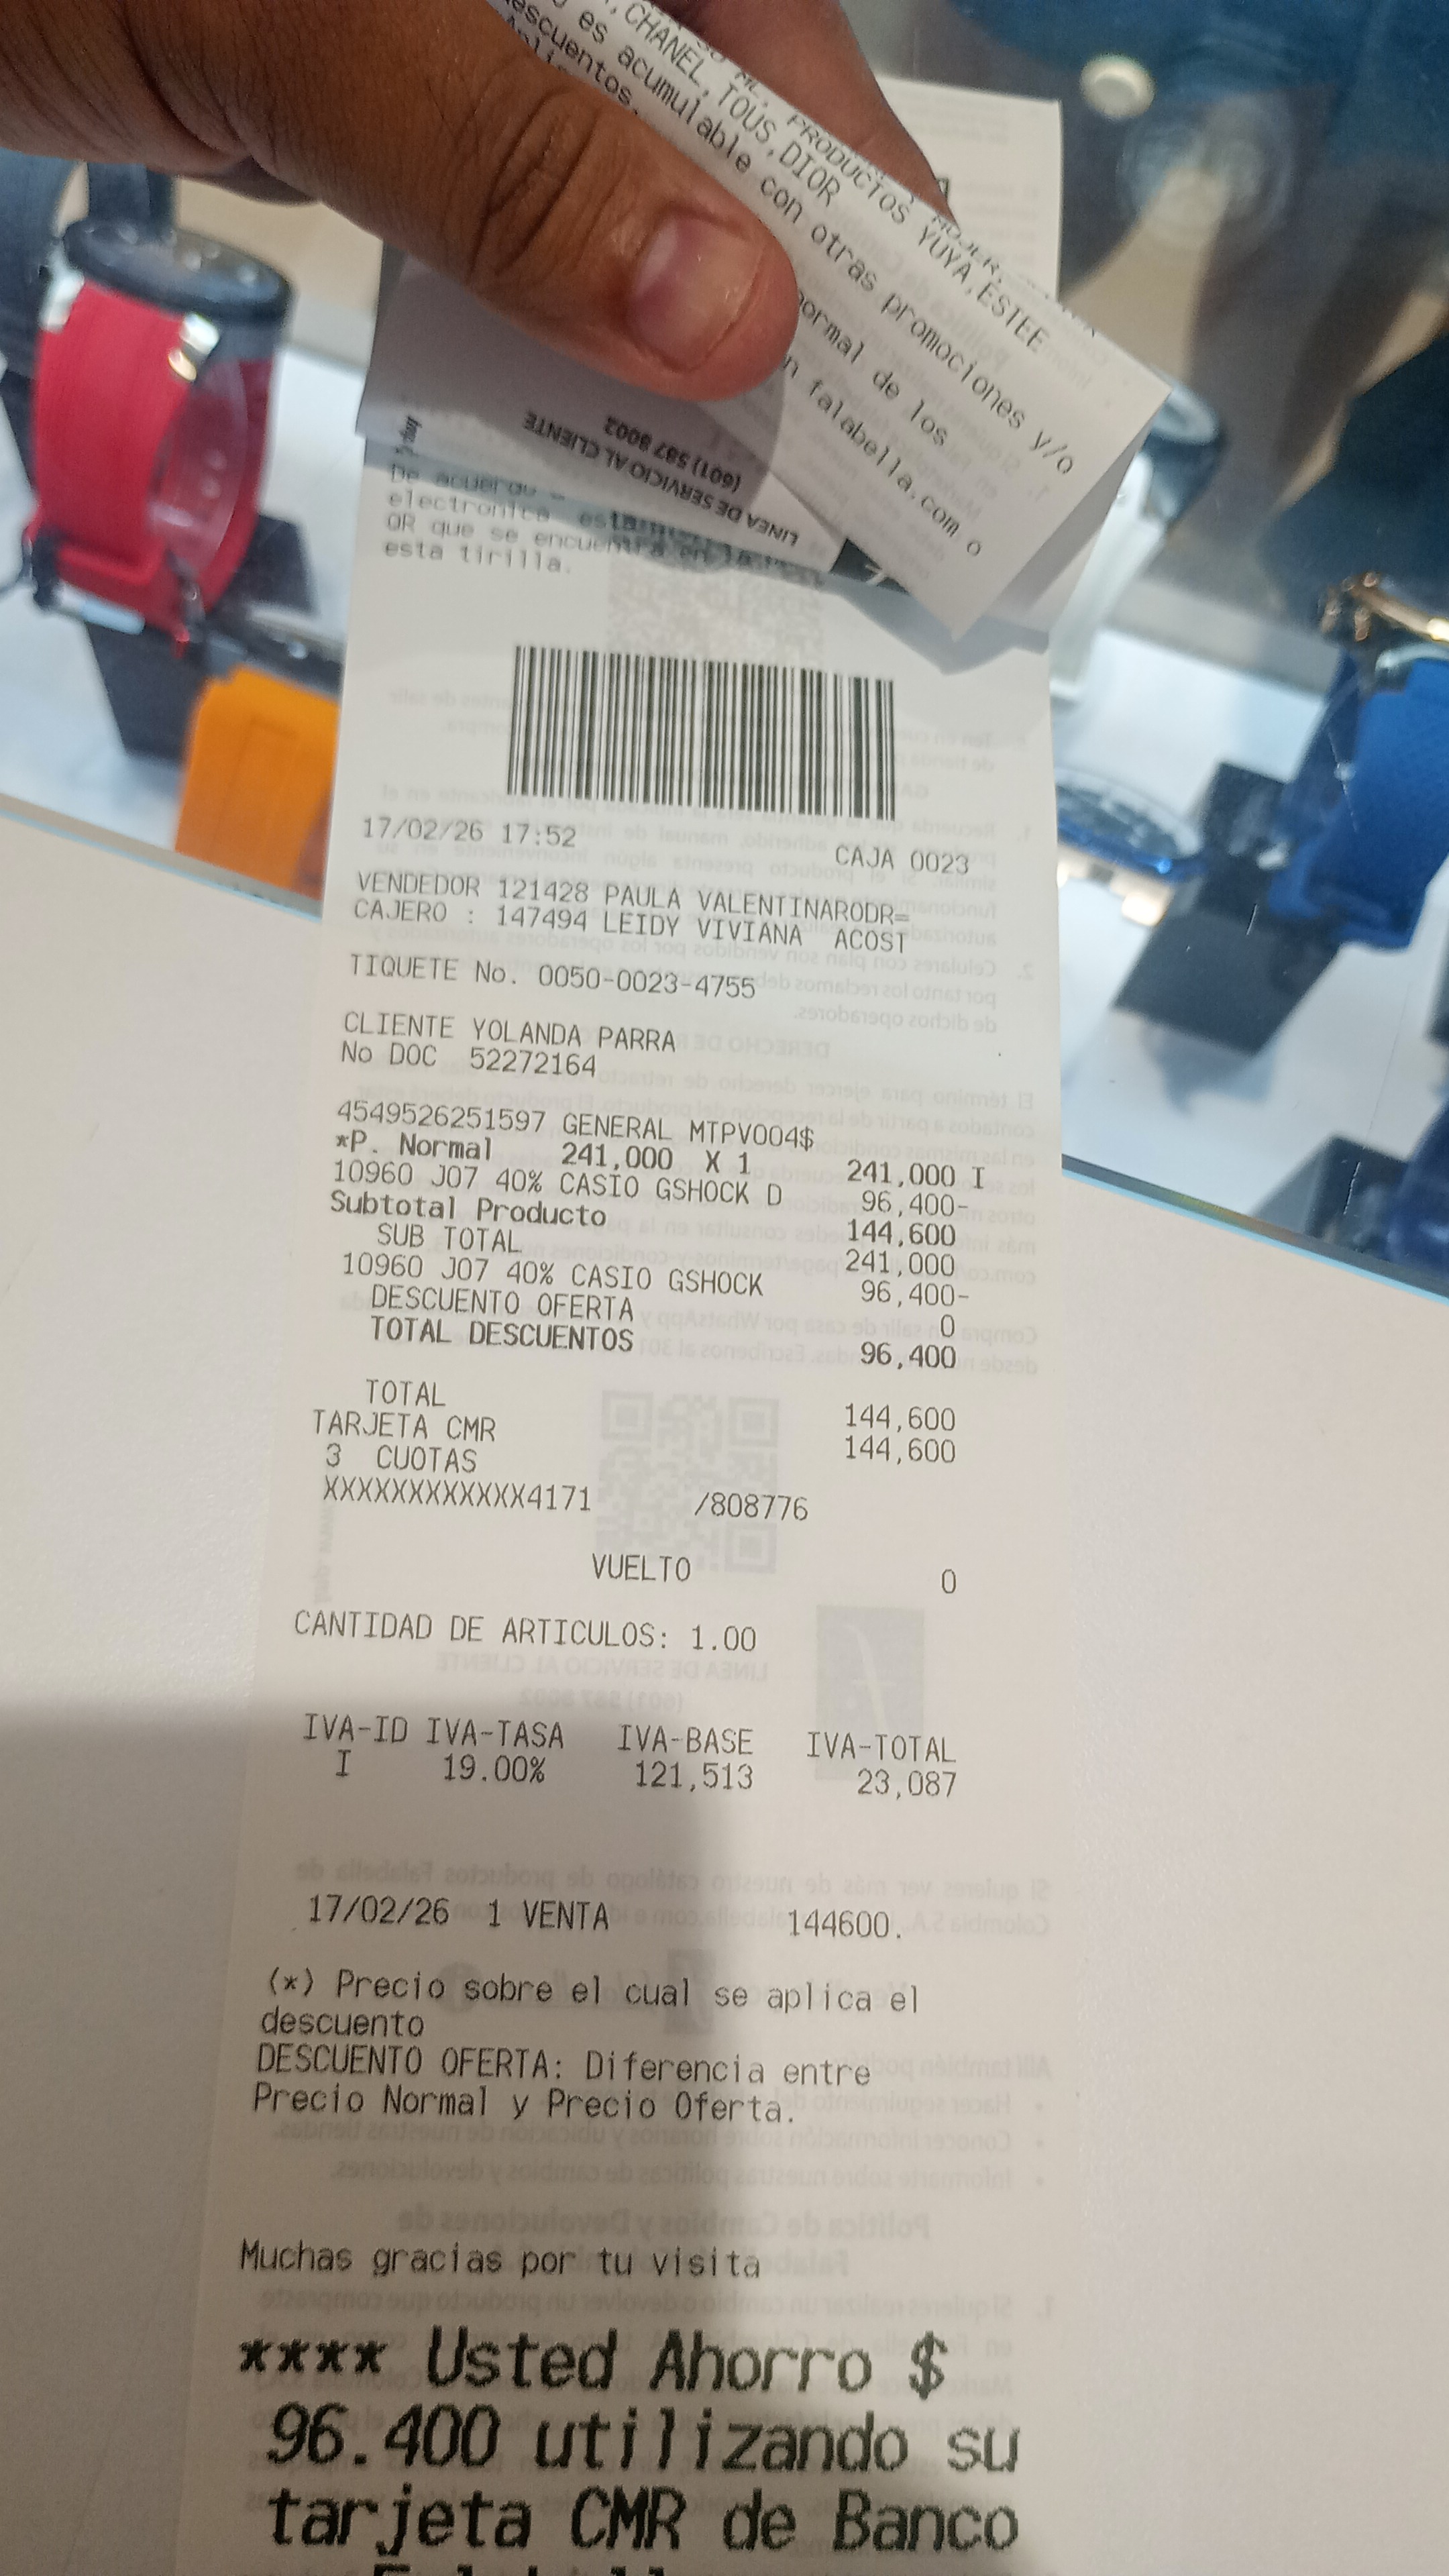 CHANEL, TOUS, DIOR
PRODUCTOS YUYA, ESTEE
es acumulable con otras promociones y/o
normal de los
falabella.com o
LINEA DE SERVICIO AL CLIENTE
(601) 587 8002
De acuerdo
electronica esta
QR que se encuentra en la
esta tirilla.
17/02/26 17:52 CAJA 0023
VENDEDOR 121428 PAULA VALENTINARODR=
CAJERO : 147494 LEIDY VIVIANA ACOST
TIQUETE No. 0050-0023-4755
CLIENTE YOLANDA PARRA
No DOC 52272164
4549526251597 GENERAL MTPV004$
*P. Normal 241,000 X 1 241,000 I
10960 J07 40% CASIO GSHOCK D 96,400-
Subtotal Producto 144,600
SUB TOTAL 241,000
10960 J07 40% CASIO GSHOCK 96,400-
DESCUENTO OFERTA 0
TOTAL DESCUENTOS 96,400
TOTAL 144,600
TARJETA CMR 144,600
3 CUOTAS
XXXXXXXXXXXX4171 /808776
VUELTO 0
CANTIDAD DE ARTICULOS: 1.00
IVA-ID IVA-TASA IVA-BASE IVA-TOTAL
I 19.00% 121,513 23,087
17/02/26 1 VENTA 144600.
(*) Precio sobre el cual se aplica el
descuento
DESCUENTO OFERTA: Diferencia entre
Precio Normal y Precio Oferta.
Muchas gracias por tu visita
**** Usted Ahorro $
96.400 utilizando su
tarjeta CMR de Banco